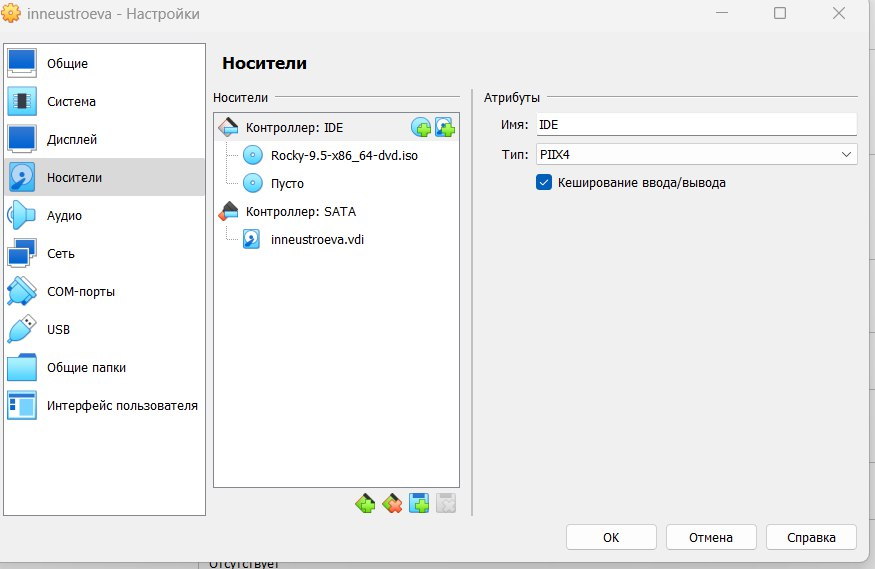 inneustroeva - Настройки
Общие
Система
Дисплей
Носители
Аудио
Сеть
COM-порты
USB
Общие папки
Интерфейс пользователя
Носители
Носители
Контроллер: IDE
Rocky-9.5-x86_64-dvd.iso
Пусто
Контроллер: SATA
inneustroeva.vdi
Атрибуты
Имя: IDE
Тип: PIIX4
Кеширование ввода/вывода
OK Отмена Справка
Отсутствует